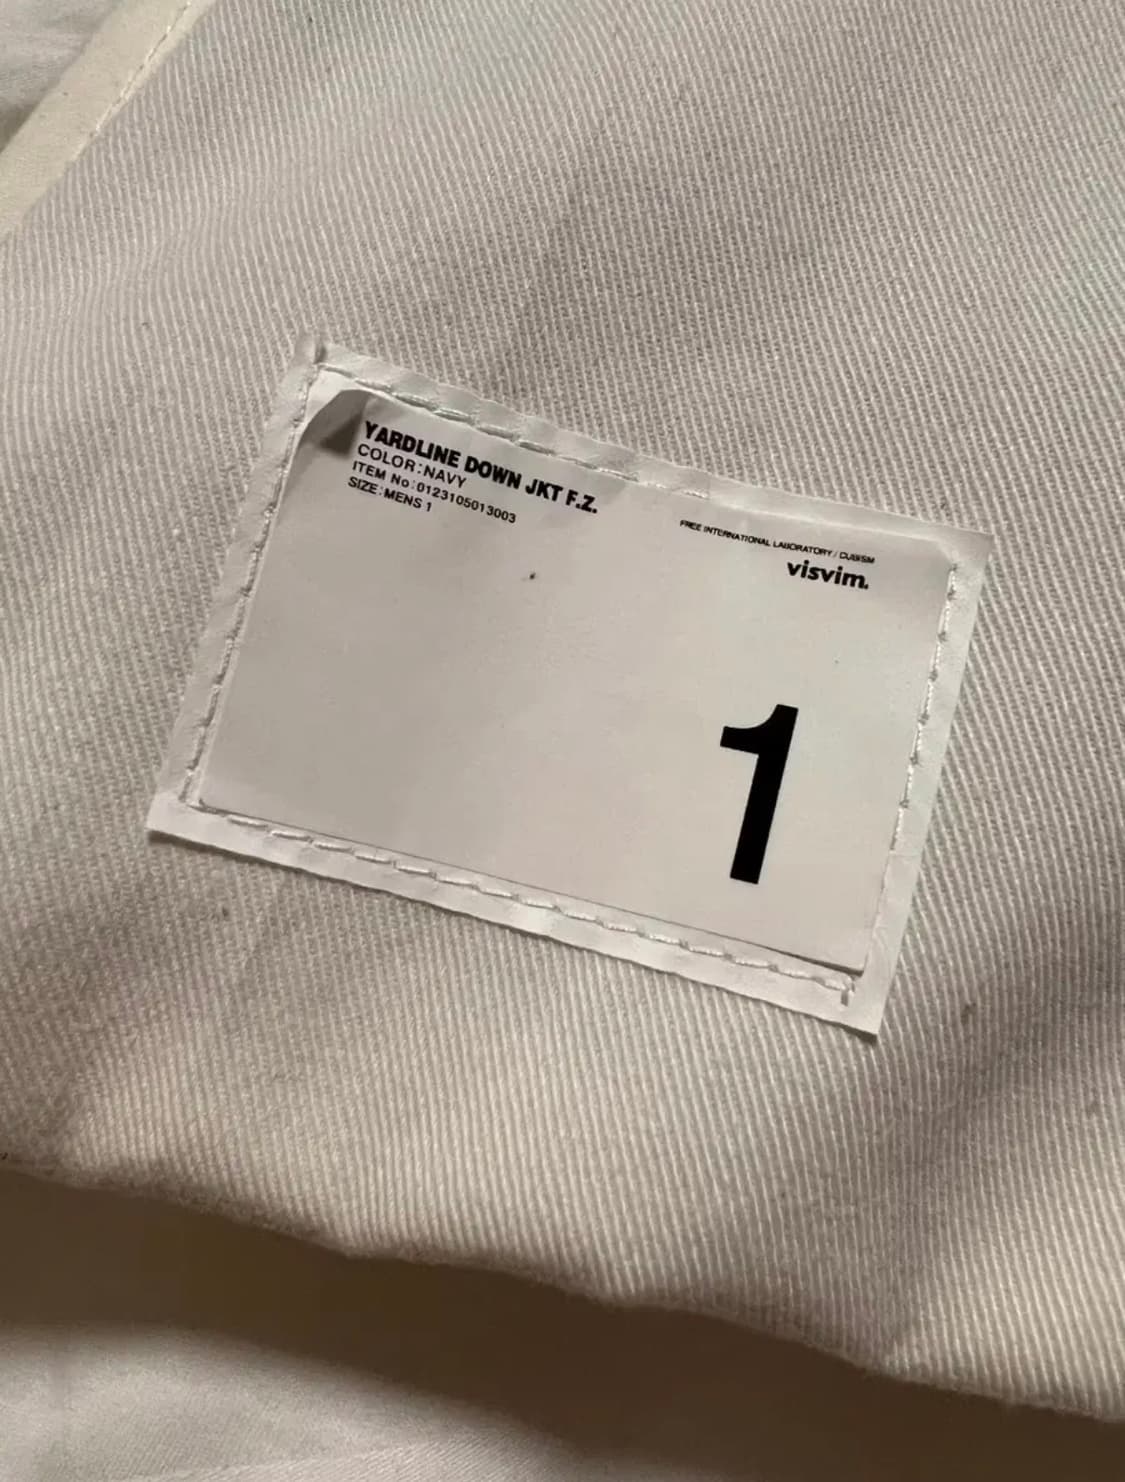 YARDLINE DOWN JKT F.Z.
COLOR:NAVY
ITEM No:0123105013003
SIZE:MENS 1
FREE INTERNATIONAL LABORATORY / CUBISM
visvim.
1